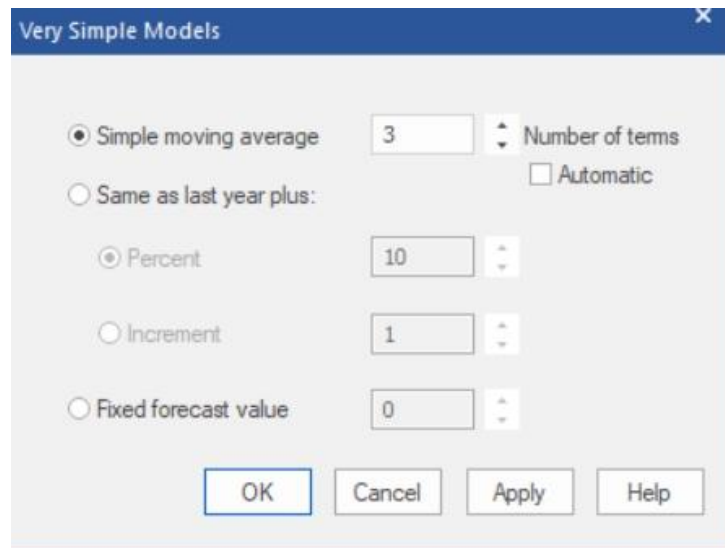 Very Simple Models
Simple moving average 3 Number of terms
Automatic
Same as last year plus:
Percent 10
Increment 1
Fixed forecast value 0
OK Cancel Apply Help